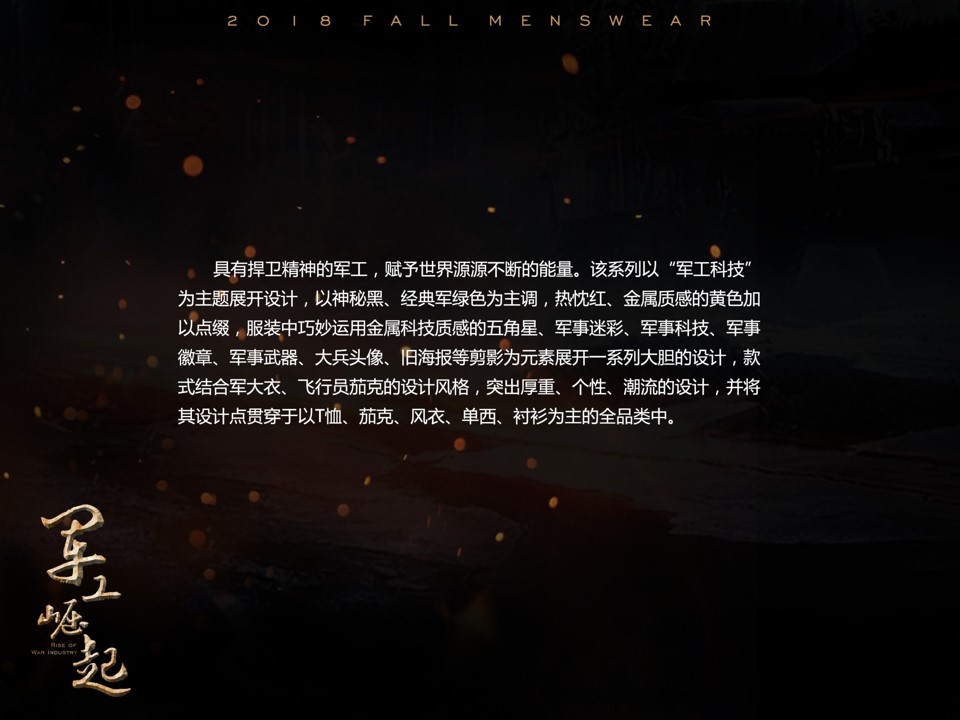 2018 FALL MENSWEAR
具有捍卫精神的军工，赋予世界源源不断的能量。该系列以“军工科技”
为主题展开设计，以神秘黑、经典军绿色为主调，热忱红、金属质感的黄色加
以点缀，服装中巧妙运用金属科技质感的五角星、军事迷彩、军事科技、军事
徽章、军事武器、大兵头像、旧海报等剪影为元素展开一系列大胆的设计，款
式结合军大衣、飞行员茄克的设计风格，突出厚重、个性、潮流的设计，并将
其设计点贯穿于以T恤、茄克、风衣、单西、衬衫为主的全品类中。
军工崛起
RISE OF
WAR INDUSTRY